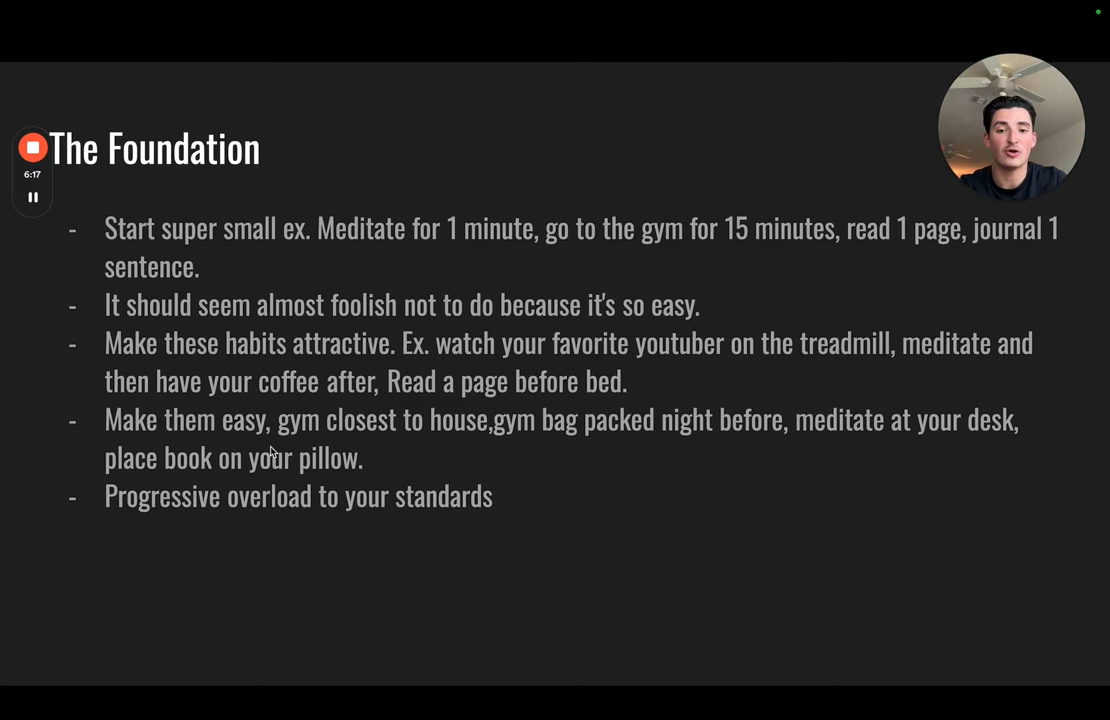 The Foundation
6:17
- Start super small ex. Meditate for 1 minute, go to the gym for 15 minutes, read 1 page, journal 1
sentence.
- It should seem almost foolish not to do because it's so easy.
- Make these habits attractive. Ex. watch your favorite youtuber on the treadmill, meditate and
then have your coffee after, Read a page before bed.
- Make them easy, gym closest to house,gym bag packed night before, meditate at your desk,
place book on your pillow.
- Progressive overload to your standards